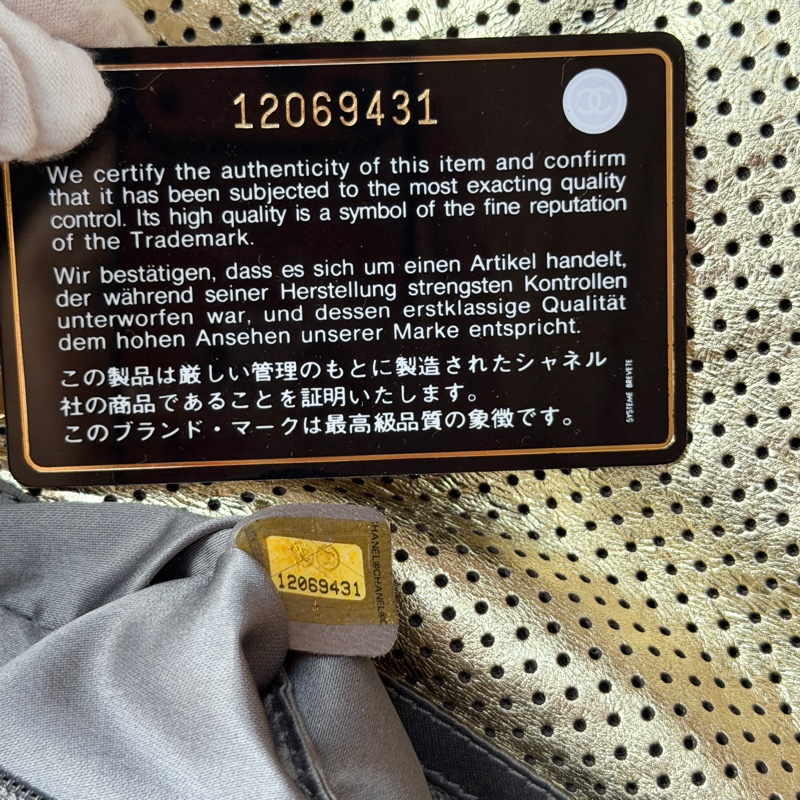 12069431
We certify the authenticity of this item and confirm
that it has been subjected to the most exacting quality
control. Its high quality is a symbol of the fine reputation
of the Trademark.
Wir bestätigen, dass es sich um einen Artikel handelt,
der während seiner Herstellung strengsten Kontrollen
unterworfen war, und dessen erstklassige Qualität
dem hohen Ansehen unserer Marke entspricht.
この製品は厳しい管理のもとに製造されたシャネル
社の商品であることを証明いたします。
このブランド・マークは最高級品質の象徴です。
SYSTEME BREVETE
12069431
CHANEL